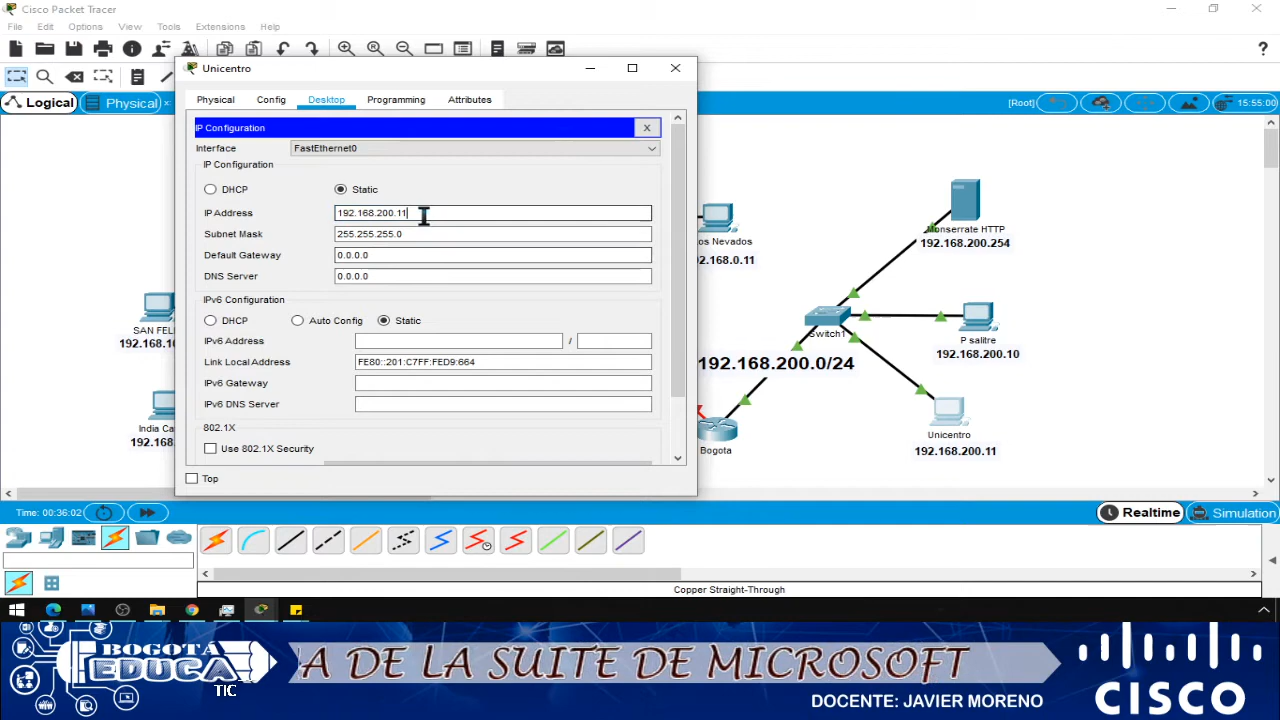 Cisco Packet Tracer
File Edit Options View Tools Extensions Help
Logical Physical [Root] 15:55:00
Unicentro
Physical Config Desktop Programming Attributes
IP Configuration X
Interface FastEthernet0
IP Configuration
DHCP Static
IP Address 192.168.200.11
Subnet Mask 255.255.255.0
Default Gateway 0.0.0.0
DNS Server 0.0.0.0
IPv6 Configuration
DHCP Auto Config Static
IPv6 Address /
Link Local Address FE80::201:C7FF:FED9:664
IPv6 Gateway
IPv6 DNS Server
802.1X
Use 802.1X Security
Top
SAN FELI
192.168.10
India Ca
192.168.
os Nevados
2.168.0.11
Monserrate HTTP
192.168.200.254
Switch1
P salitre
192.168.200.10
192.168.200.0/24
Bogota
Unicentro
192.168.200.11
Time: 00:36:02 Realtime Simulation
Copper Straight-Through
BOGOTA
EDUCA
TIC
A DE LA SUITE DE MICROSOFT
DOCENTE: JAVIER MORENO
CISCO